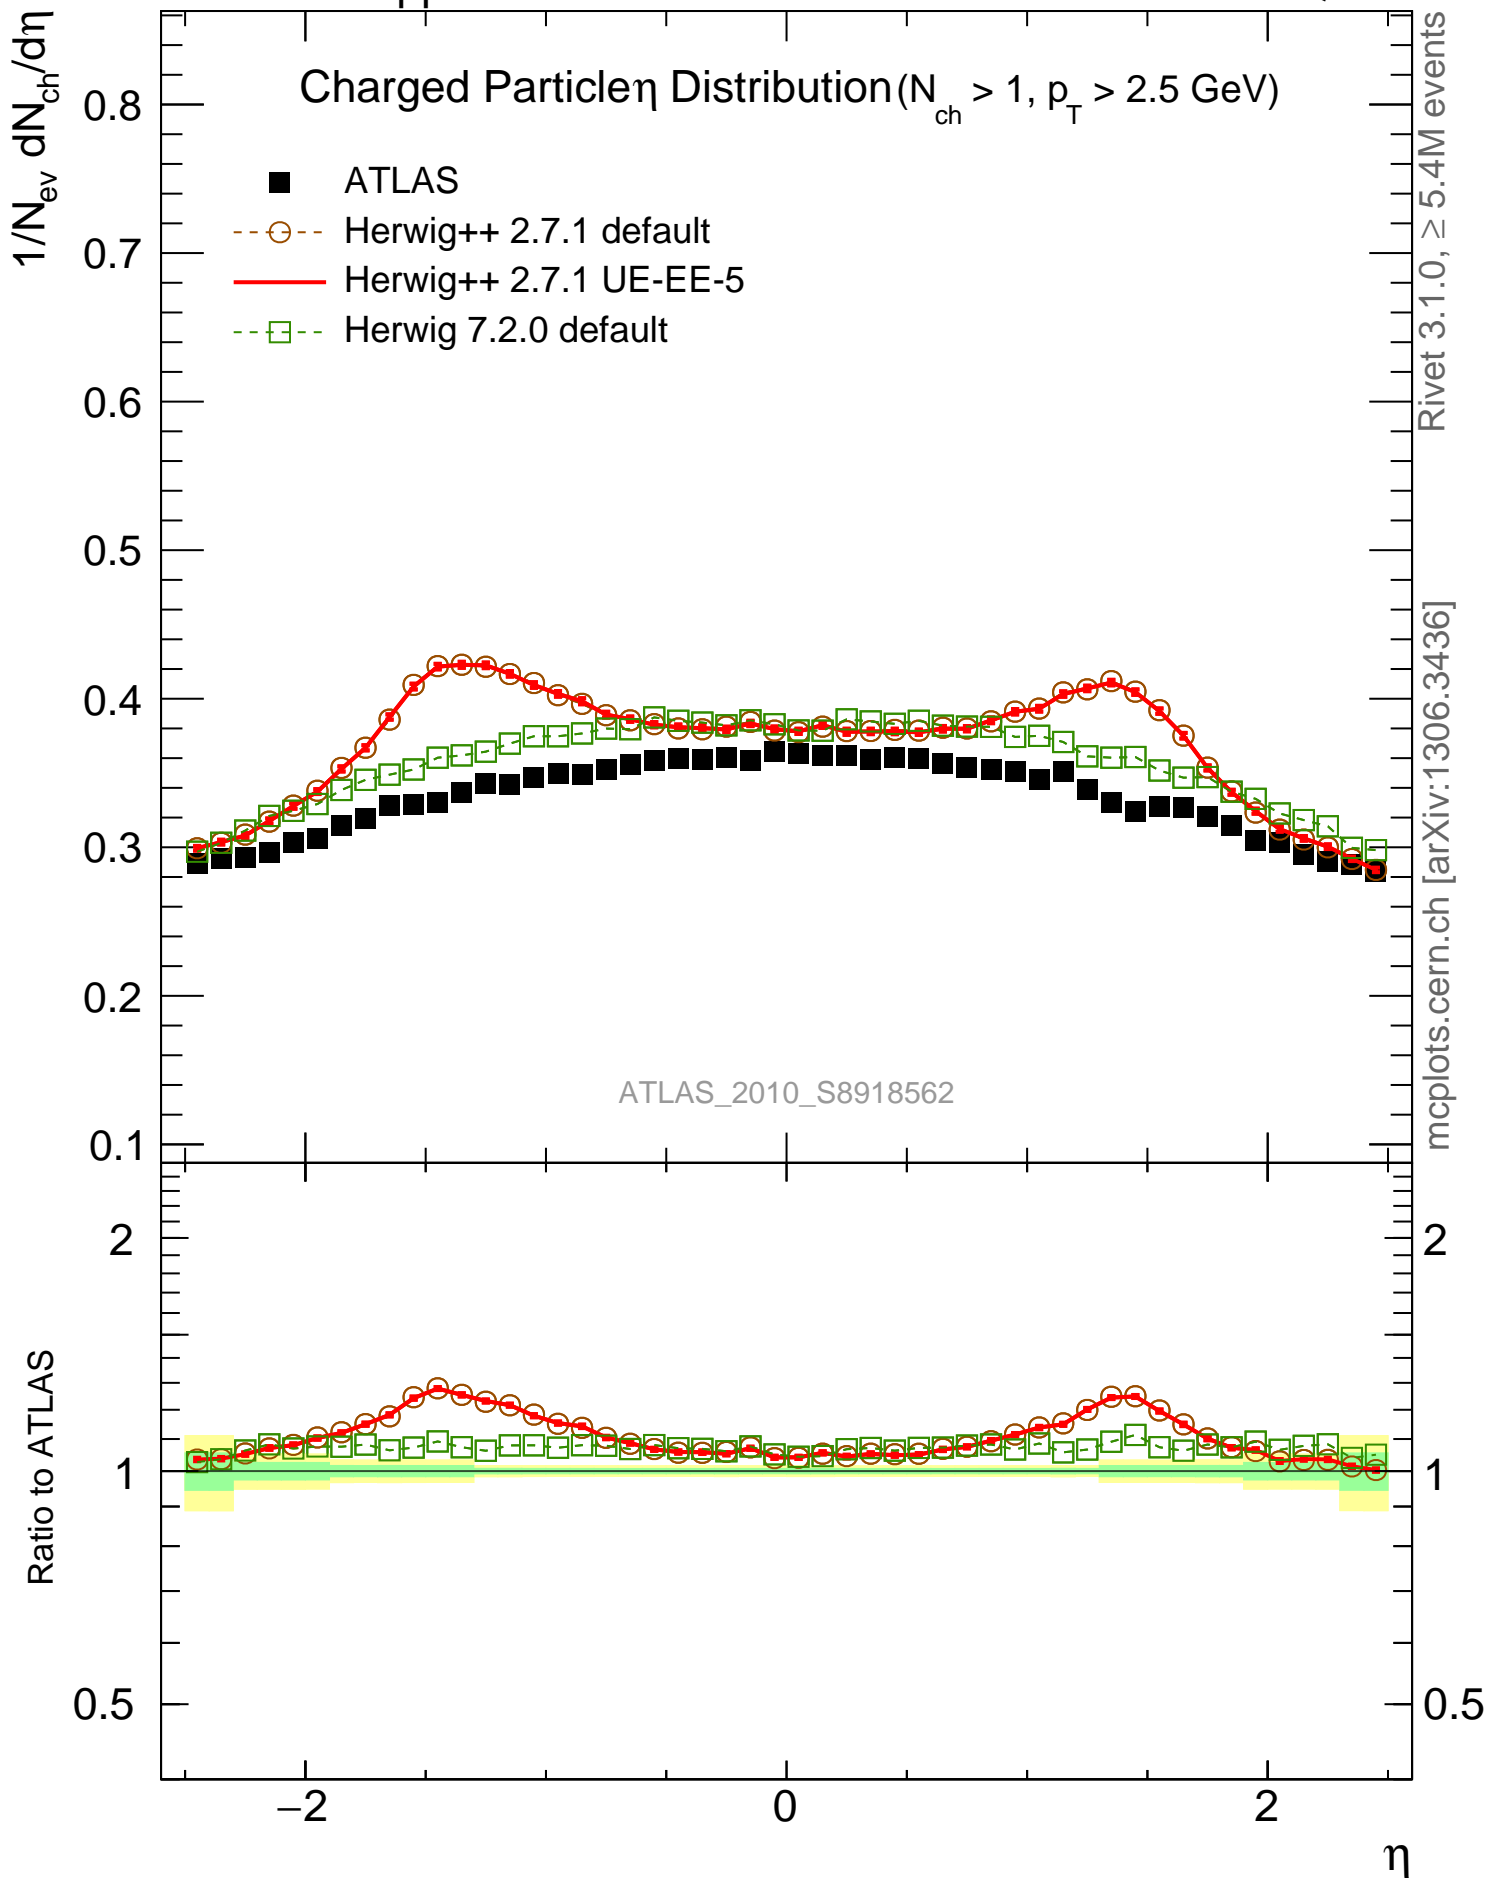 pp
1/N_ev dN_ch/dη
Charged Particleη Distribution (N_ch > 1, p_T > 2.5 GeV)
ATLAS
Herwig++ 2.7.1 default
Herwig++ 2.7.1 UE-EE-5
Herwig 7.2.0 default
0.8
0.7
0.6
0.5
0.4
0.3
0.2
0.1
ATLAS_2010_S8918562
Rivet 3.1.0, ≥ 5.4M events
mcplots.cern.ch [arXiv:1306.3436]
Ratio to ATLAS
2
1
0.5
2
1
0.5
−2
0
2
η